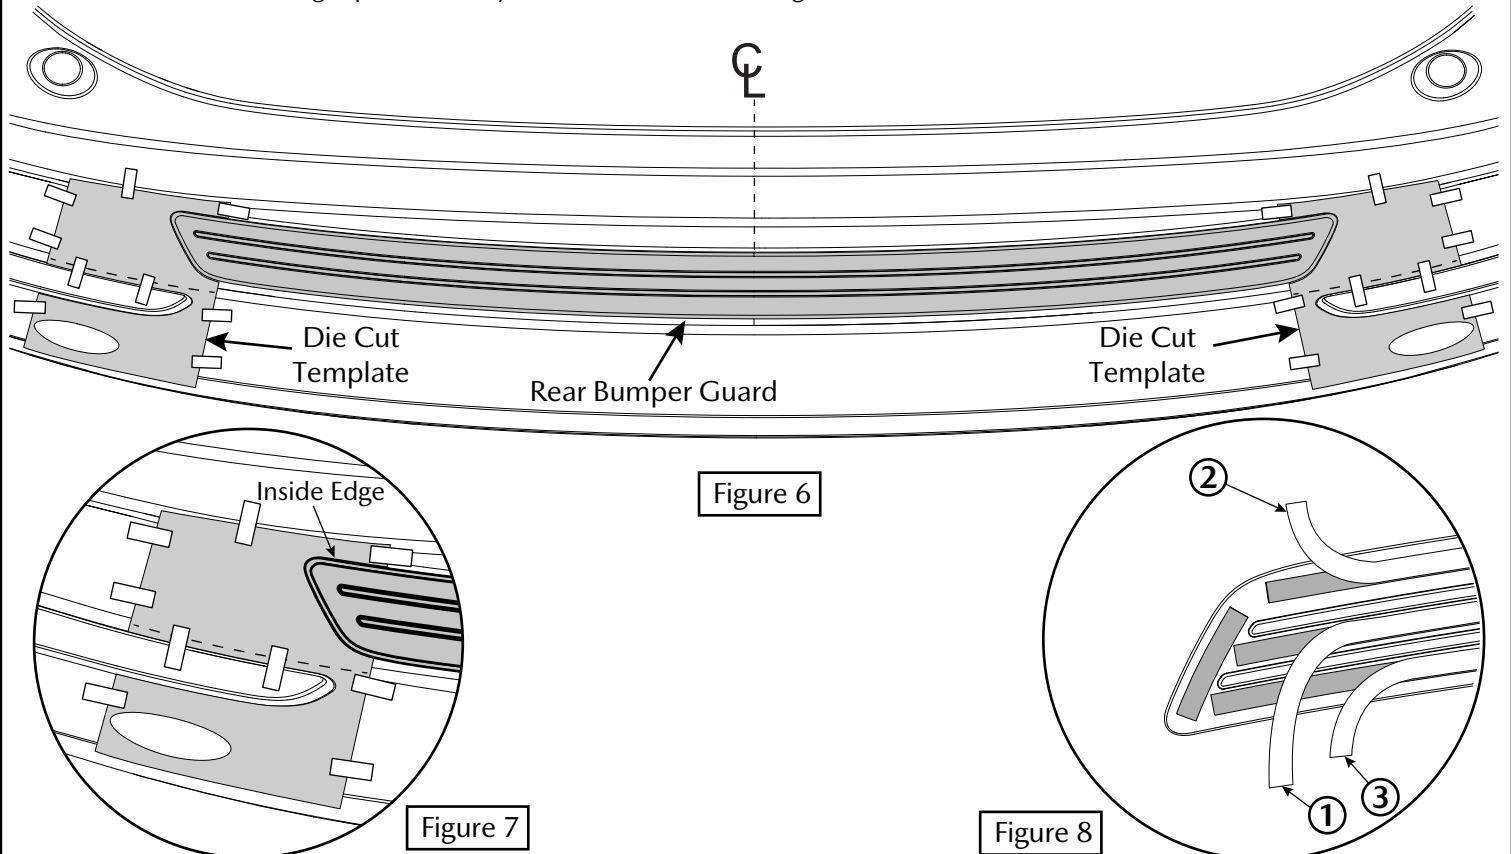 ℄
Die Cut
Template
Rear Bumper Guard
Die Cut
Template
Figure 6
Inside Edge
Figure 7
2
1
3
Figure 8